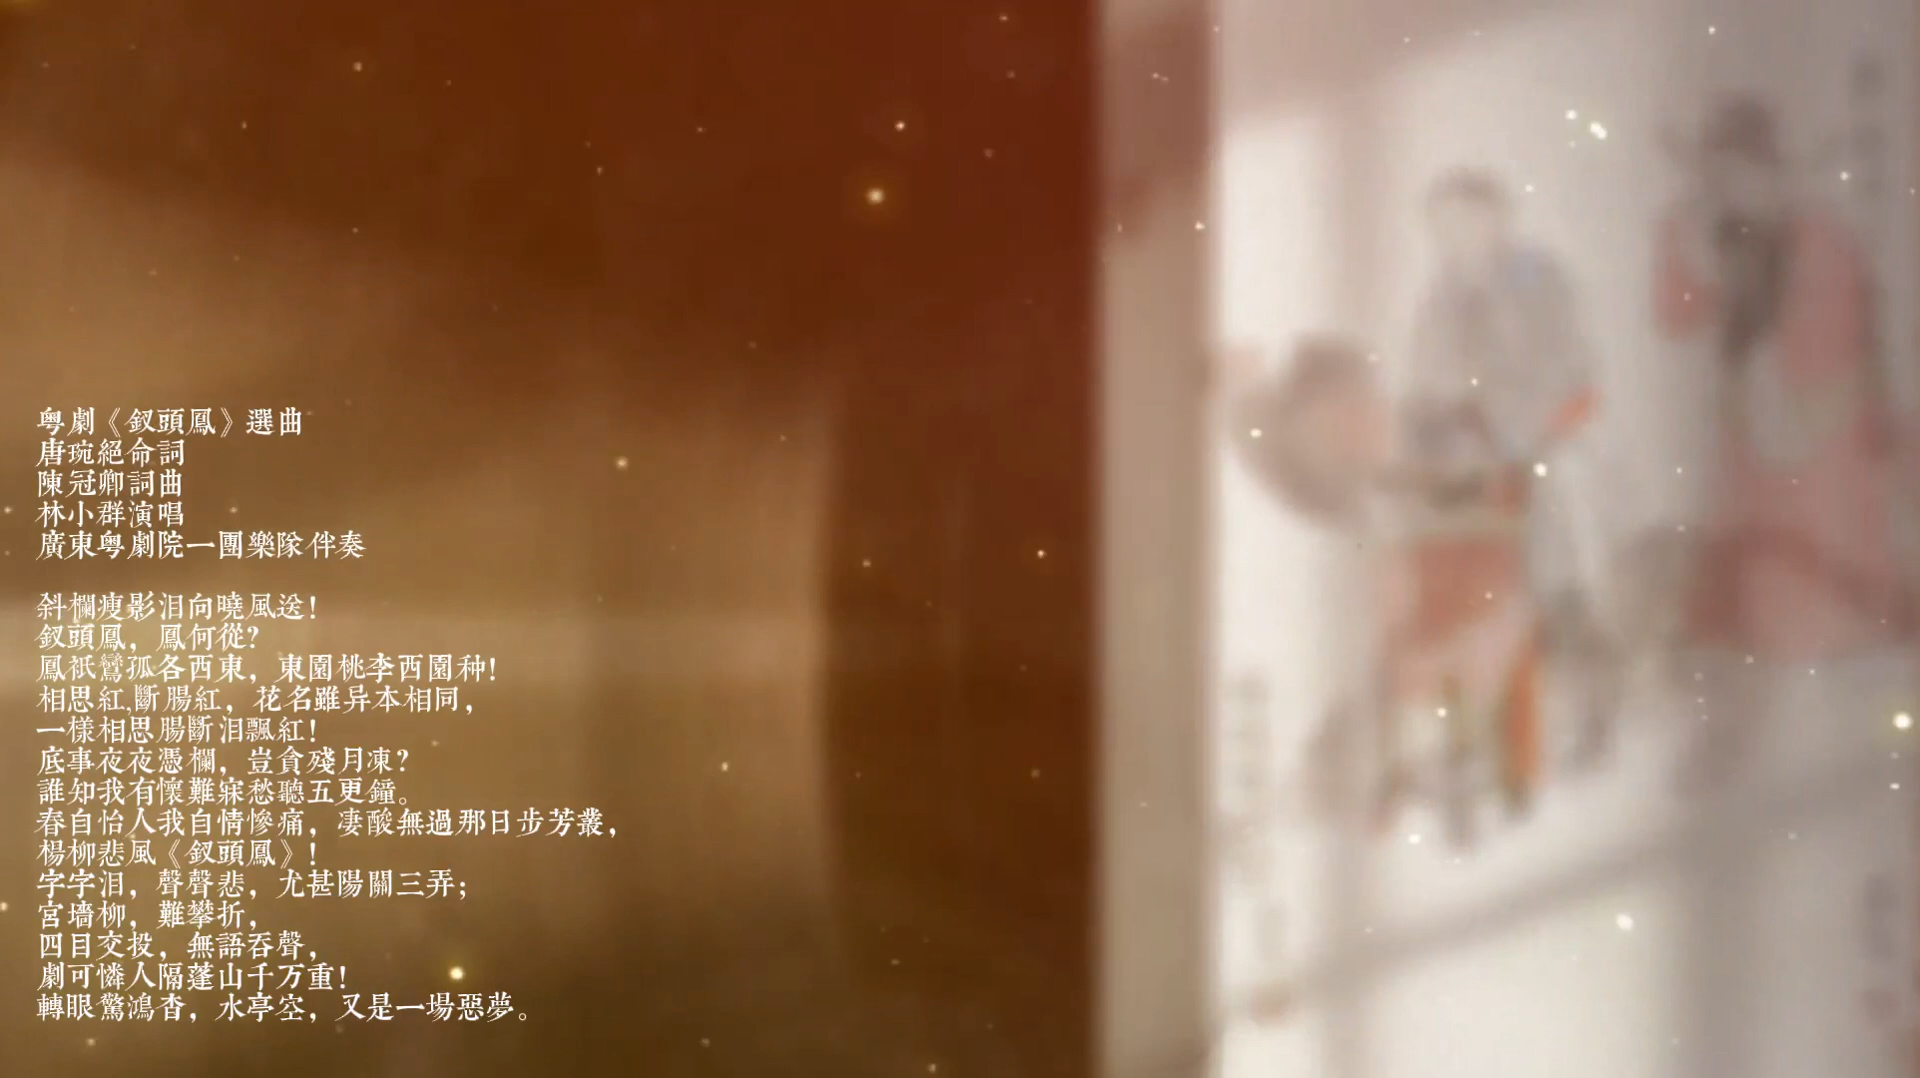 粵劇《釵頭鳳》選曲
唐琬絕命詞
陳冠卿詞曲
林小群演唱
廣東粵劇院一團樂隊伴奏
斜欄瘦影泪向曉風送！
釵頭鳳，鳳何從？
鳳祇鸞孤各西東，東園桃李西園种！
相思紅,斷腸紅，花名雖异本相同，
一樣相思腸斷泪飄紅！
底事夜夜憑欄，豈貪殘月凍？
誰知我有懷難寐愁聽五更鐘。
春自怡人我自情慘痛，凄酸無過那日步芳叢，
楊柳悲風《釵頭鳳》！
字字泪，聲聲悲，尤甚陽關三弄；
宮墻柳，難攀折，
四目交投，無語吞聲，
劇可憐人隔蓬山千万重！
轉眼驚鴻杳，水亭空，又是一場惡夢。